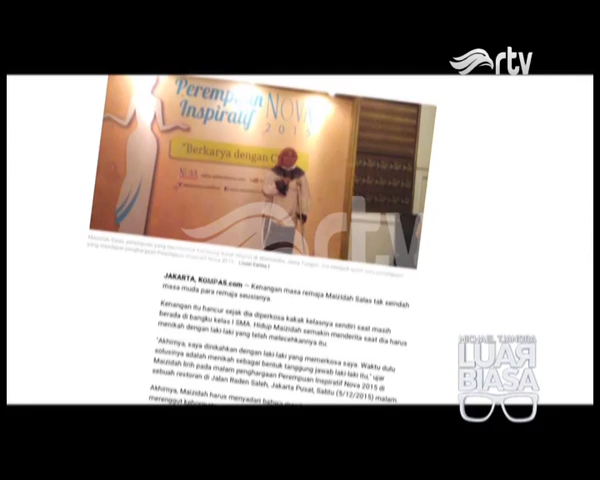 rtv
Perempuan
Inspiratif NOVA
2015
"Berkarya dengan
rtv
JAKARTA, KOMPAS.com — Kenangan masa remaja Maizidah Salas tak seindah
masa muda para remaja seusianya.
Kenangan itu hancur sejak dia diperkosa kakak kelasnya sendiri saat masih
berada di bangku kelas I SMA. Hidup Maizidah semakin menderita saat dia harus
menikah dengan laki-laki yang telah melecehkannya itu.
"Akhirnya, saya dinikahkan dengan laki-laki yang memerkosa saya. Waktu dulu
solusinya adalah menikah sebagai bentuk tanggung jawab laki-laki itu," ujar
Maizidah lirih pada malam penghargaan Perempuan Inspiratif Nova 2015 di
sebuah restoran di Jalan Raden Saleh, Jakarta Pusat, Sabtu (5/12/2015) malam.
Akhirnya, Maizidah harus menyadari bahwa
MICHAEL TJANDRA
LUAR
BIASA